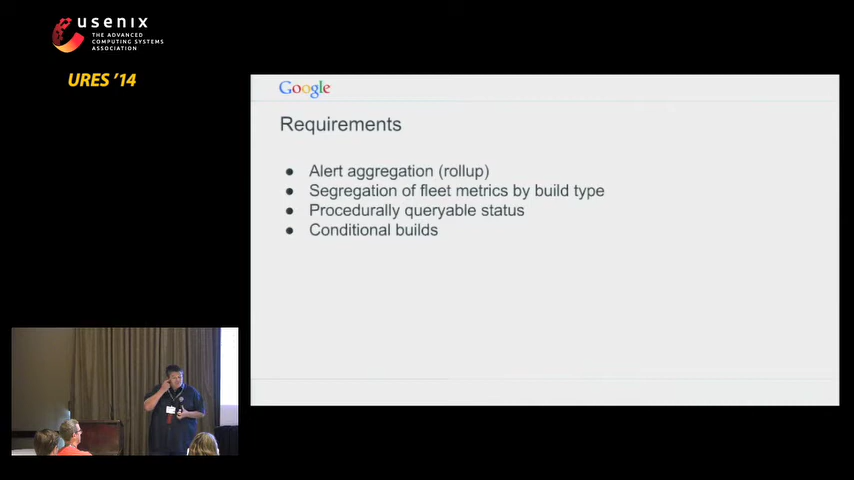 usenix
THE ADVANCED
COMPUTING SYSTEMS
ASSOCIATION
URES '14
Google
Requirements
● Alert aggregation (rollup)
● Segregation of fleet metrics by build type
● Procedurally queryable status
● Conditional builds